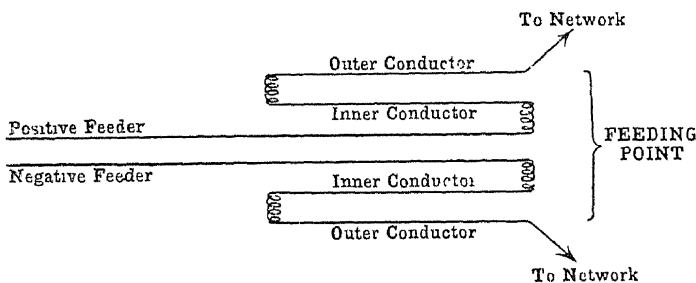 To Network
Outer Conductor
Inner Conductor
Positive Feeder
FEEDING
POINT
Negative Feeder
Inner Conductor
Outer Conductor
To Network